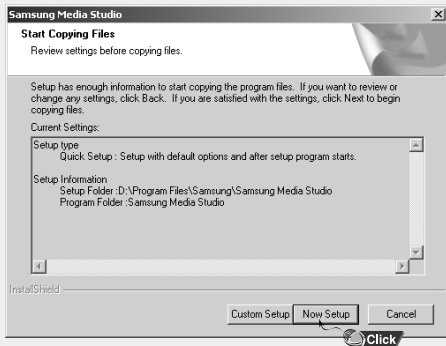 Samsung Media Studio
Start Copying Files
Review settings before copying files.
Setup has enough information to start copying the program files. If you want to review or
change any settings, click Back. If you are satisfied with the settings, click Next to begin
copying files.
Current Settings:
Setup type
Quick Setup : Setup with default options and after setup program starts.
Setup Information
Setup Folder :D:\Program Files\Samsung\Samsung Media Studio
Program Folder :Samsung Media Studio
InstallShield
Custom Setup Now Setup Cancel
Click